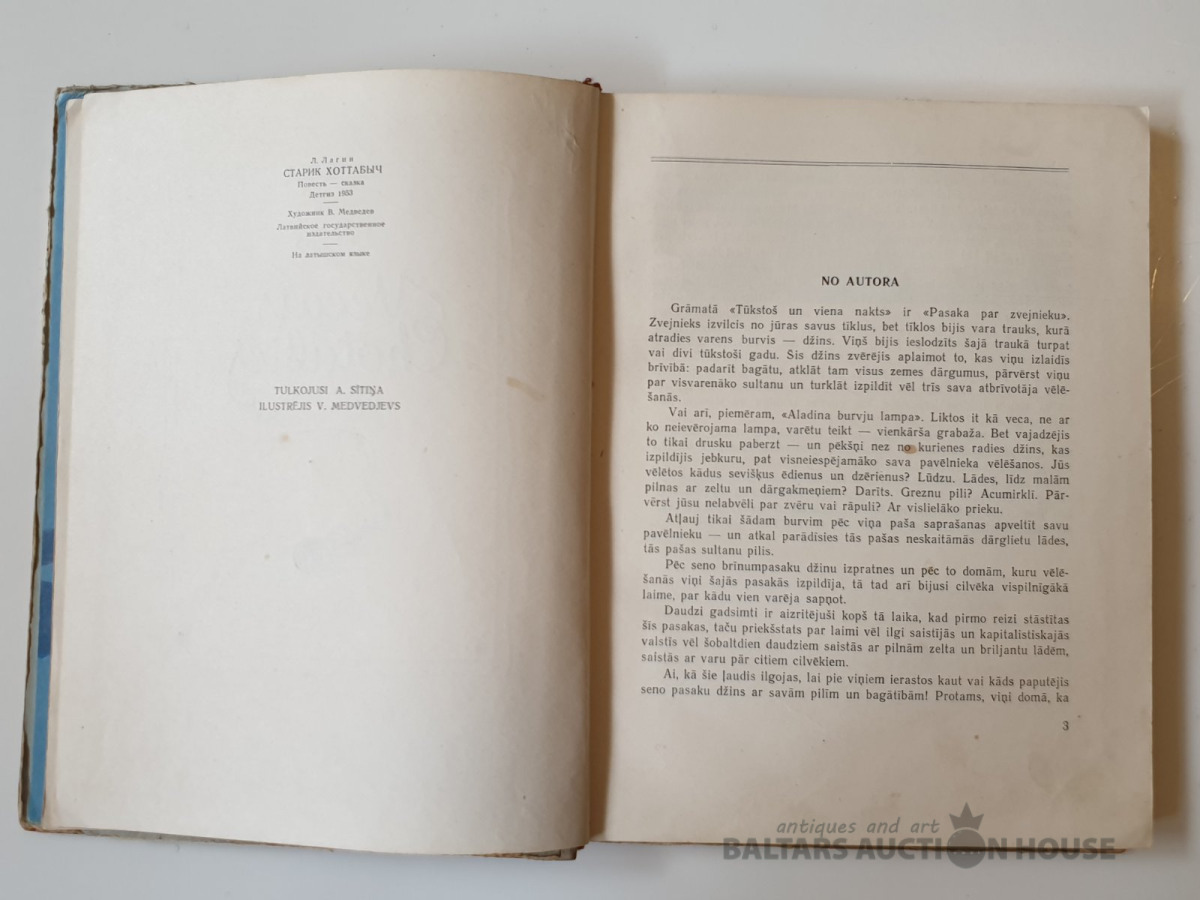 Л. Лагин
СТАРИК ХОТТАБЫЧ
Повесть — сказка
Детгиз 1953
Художник В. Медведев
Латвийское государственное
издательство
На латышском языке
TULKOJUSI A. SĪTIŅA
ILUSTRĒJIS V. MEDVEDJEVS
NO AUTORA
Grāmatā «Tūkstoš un viena nakts» ir «Pasaka par zvejnieku».
Zvejnieks izvilcis no jūras savus tīklus, bet tīklos bijis vara trauks, kurā
atradies varens burvis — džins. Viņš bijis ieslodzīts šajā traukā turpat
vai divi tūkstoši gadu. Šis džins zvērējis aplaimot to, kas viņu izlaidīs
brīvībā: padarīt bagātu, atklāt tam visus zemes dārgumus, pārvērst viņu
par visvarenāko sultanu un turklāt izpildīt vēl trīs sava atbrīvotāja vēlē-
šanās.
Vai arī, piemēram, «Aladina burvju lampa». Liktos it kā veca, ne ar
ko neievērojama lampa, varētu teikt — vienkārša grabaža. Bet vajadzējis
to tikai drusku paberzt — un pēkšņi nez no kurienes radies džins, kas
izpildījis jebkuru, pat visneiespējamāko sava pavēlnieka vēlēšanos. Jūs
vēlētos kādus sevišķus ēdienus un dzērienus? Lūdzu. Lādes, līdz malām
pilnas ar zeltu un dārgakmeņiem? Darīts. Greznu pili? Acumirklī. Pār-
vērst jūsu nelabvēli par zvēru vai rāpuli? Ar vislielāko prieku.
Atļauj tikai šādam burvim pēc viņa paša saprašanas apveltīt savu
pavēlnieku — un atkal parādīsies tās pašas neskaitāmās dārglietu lādes,
tās pašas sultanu pilis.
Pēc seno brīnumpasaku džinu izpratnes un pēc to domām, kuru vēlē-
šanās viņi šajās pasakās izpildīja, tā tad arī bijusi cilvēka vispilnīgākā
laime, par kādu vien varēja sapņot.
Daudzi gadsimti ir aizritējuši kopš tā laika, kad pirmo reizi stāstītas
šīs pasakas, taču priekšstats par laimi vēl ilgi saistījās un kapitalistiskajās
valstīs vēl šobaltdien daudziem saistās ar pilnām zelta un briljantu lādēm,
saistās ar varu pār citiem cilvēkiem.
Ai, kā šie ļaudis ilgojas, lai pie viņiem ierastos kaut vai kāds paputējis
seno pasaku džins ar savām pilīm un bagātībām! Protams, viņi domā, ka
3
antiques and art
BALTARS AUCTION HOUSE